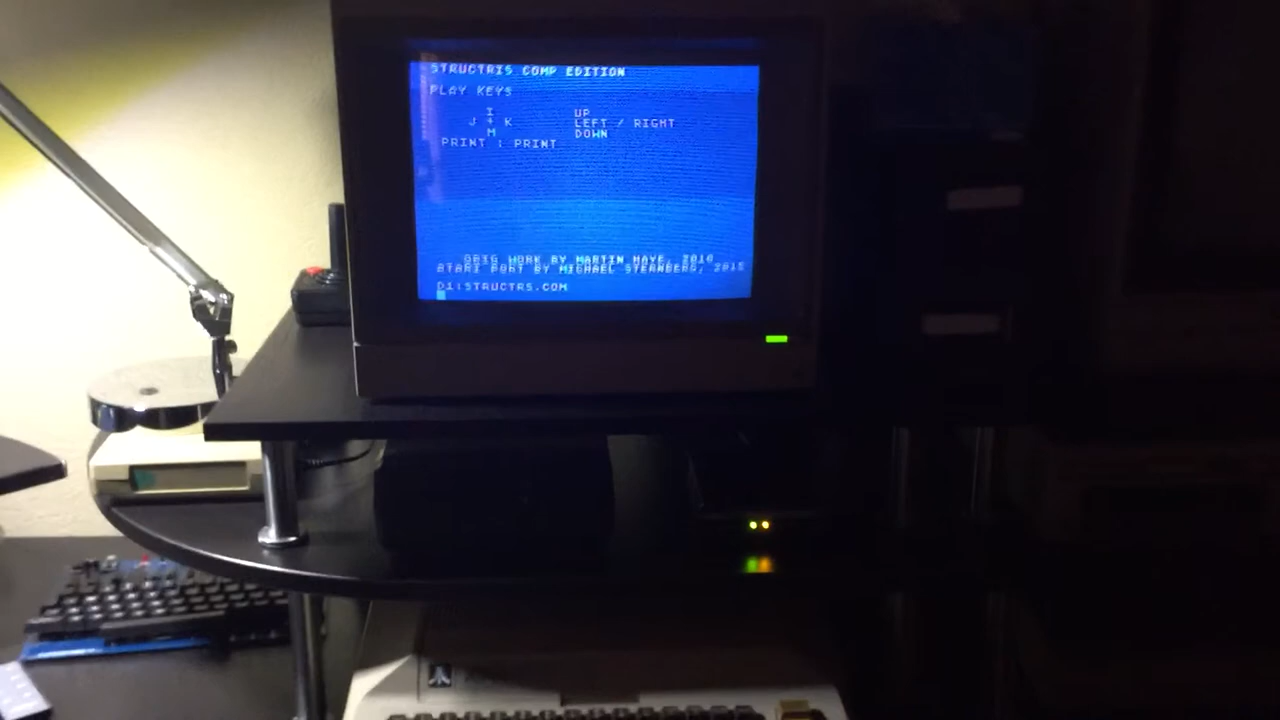 STRUCTRIS COMP EDITION
PLAY KEYS
I UP
J + K LEFT / RIGHT
M DOWN
PRINT : PRINT
ORIG WORK BY MARTIN HAYE, 2010
ATARI PORT BY MICHAEL STERNBERG, 2015
D1:STRUCTRS.COM